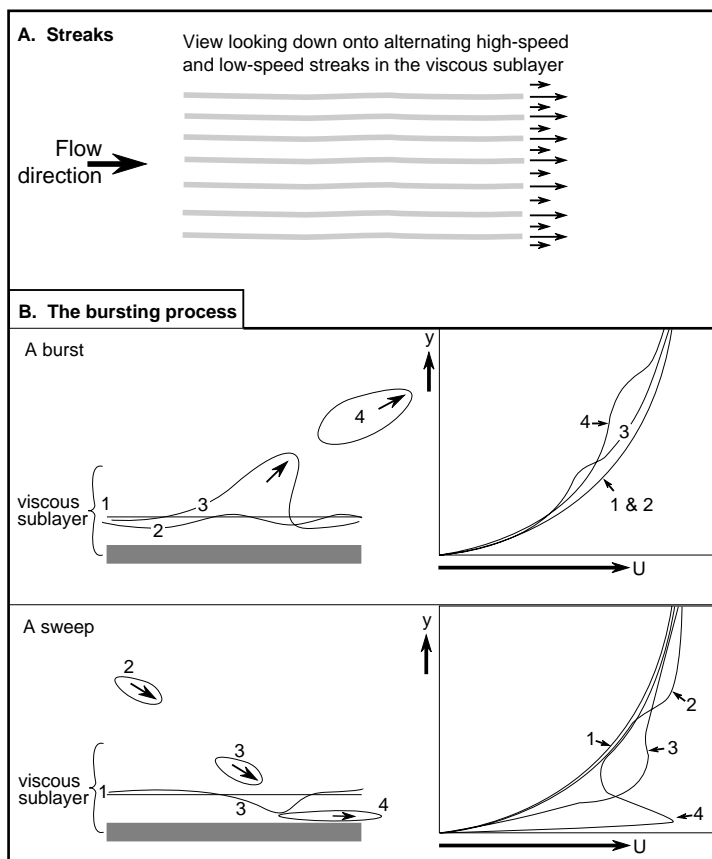 A. Streaks
View looking down onto alternating high-speed
and low-speed streaks in the viscous sublayer
Flow
direction
B. The bursting process
A burst
4
viscous
sublayer
1
2
3
y
4
3
1 & 2
U
A sweep
2
3
viscous
sublayer
1
3
4
y
1
2
3
4
U